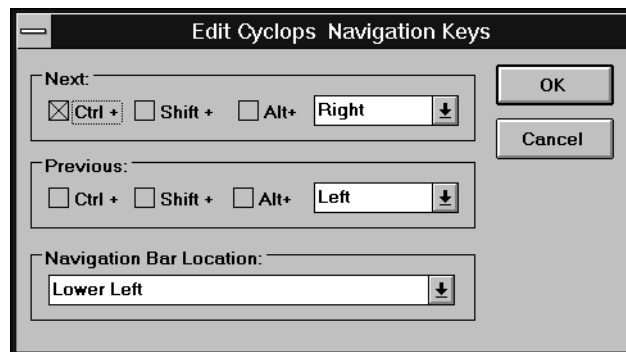 Edit Cyclops Navigation Keys
Next:
Ctrl + Shift + Alt+ Right
OK
Cancel
Previous:
Ctrl + Shift + Alt+ Left
Navigation Bar Location:
Lower Left